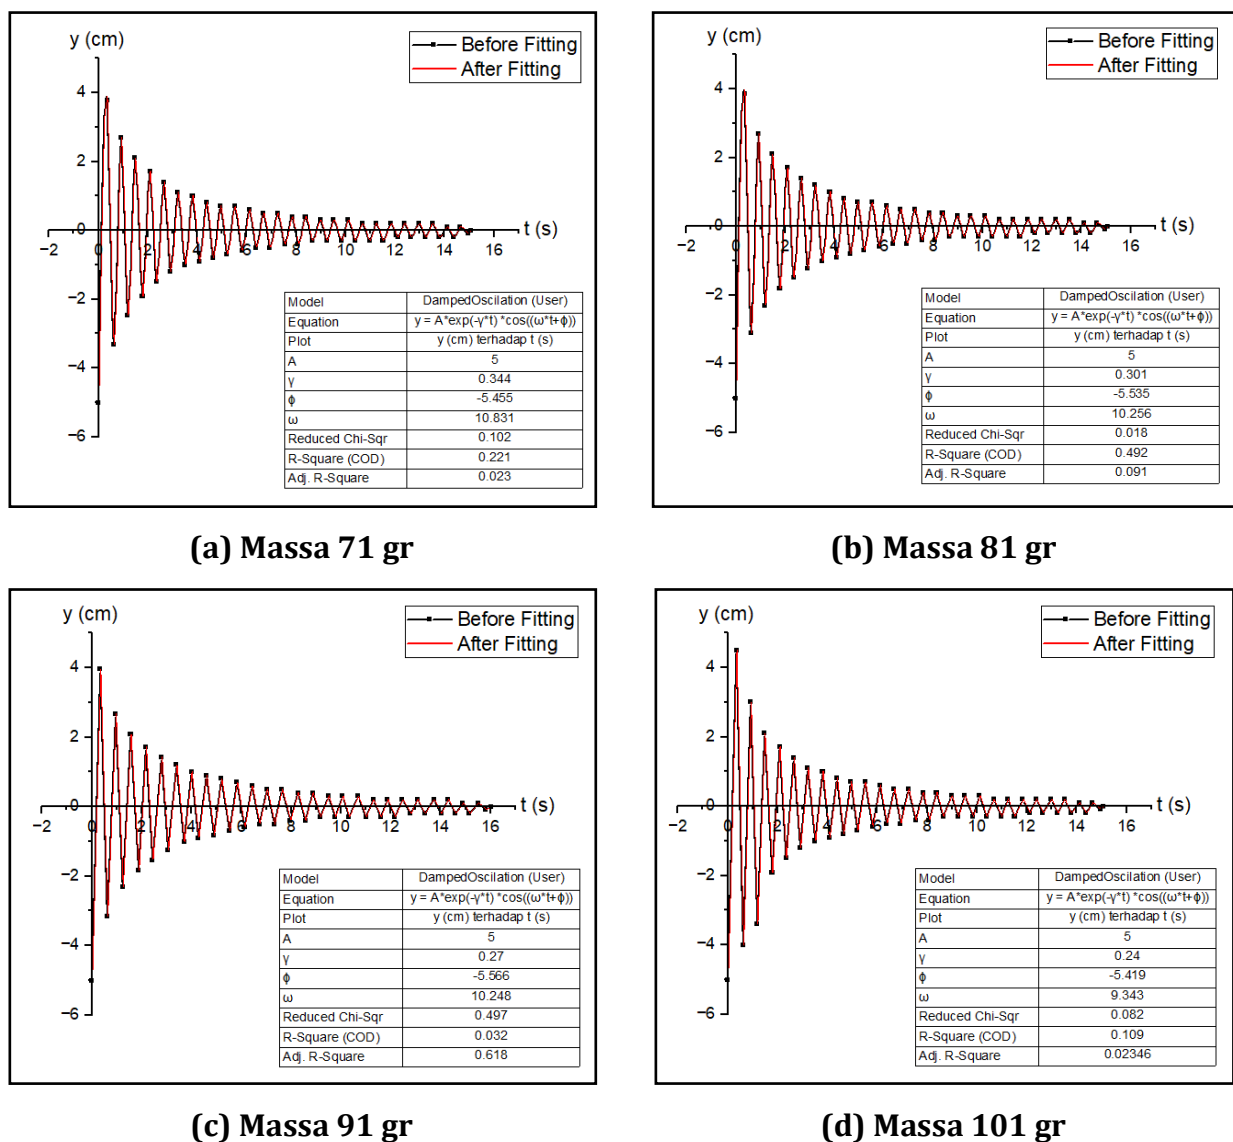 y (cm)
Before Fitting
After Fitting
4
2
0
−2
−4
−6
−2 0 2 4 6 8 10 12 14 16
t (s)
Model DampedOscilation (User)
Equation y = A*exp(-γ*t) *cos((ω*t+ϕ))
Plot y (cm) terhadap t (s)
A 5
γ 0.344
ϕ -5.455
ω 10.831
Reduced Chi-Sqr 0.102
R-Square (COD) 0.221
Adj. R-Square 0.023
(a) Massa 71 gr
y (cm)
Before Fitting
After Fitting
4
2
0
−2
−4
−6
−2 0 2 4 6 8 10 12 14 16
t (s)
Model DampedOscilation (User)
Equation y = A*exp(-γ*t) *cos((ω*t+ϕ))
Plot y (cm) terhadap t (s)
A 5
γ 0.301
ϕ -5.535
ω 10.256
Reduced Chi-Sqr 0.018
R-Square (COD) 0.492
Adj. R-Square 0.091
(b) Massa 81 gr
y (cm)
Before Fitting
After Fitting
4
2
0
−2
−4
−6
−2 0 2 4 6 8 10 12 14 16
t (s)
Model DampedOscilation (User)
Equation y = A*exp(-γ*t) *cos((ω*t+ϕ))
Plot y (cm) terhadap t (s)
A 5
γ 0.27
ϕ -5.566
ω 10.248
Reduced Chi-Sqr 0.497
R-Square (COD) 0.032
Adj. R-Square 0.618
(c) Massa 91 gr
y (cm)
Before Fitting
After Fitting
4
2
0
−2
−4
−6
−2 0 2 4 6 8 10 12 14 16
t (s)
Model DampedOscilation (User)
Equation y = A*exp(-γ*t) *cos((ω*t+ϕ))
Plot y (cm) terhadap t (s)
A 5
γ 0.24
ϕ -5.419
ω 9.343
Reduced Chi-Sqr 0.082
R-Square (COD) 0.109
Adj. R-Square 0.02346
(d) Massa 101 gr